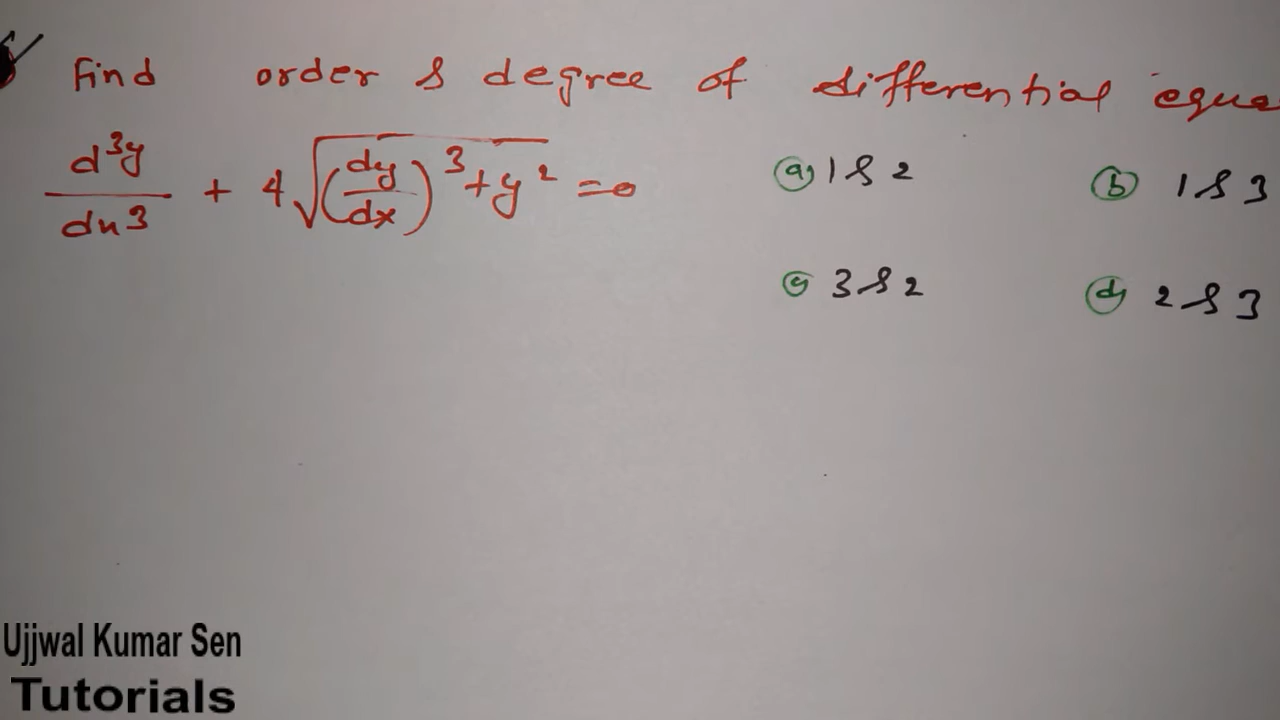 Find order & degree of differential equa
d³y/dx³ + 4√((dy/dx)³ + y²) = 0
(a) 1 & 2
(b) 1 & 3
(c) 3 & 2
(d) 2 & 3
Ujjwal Kumar Sen
Tutorials